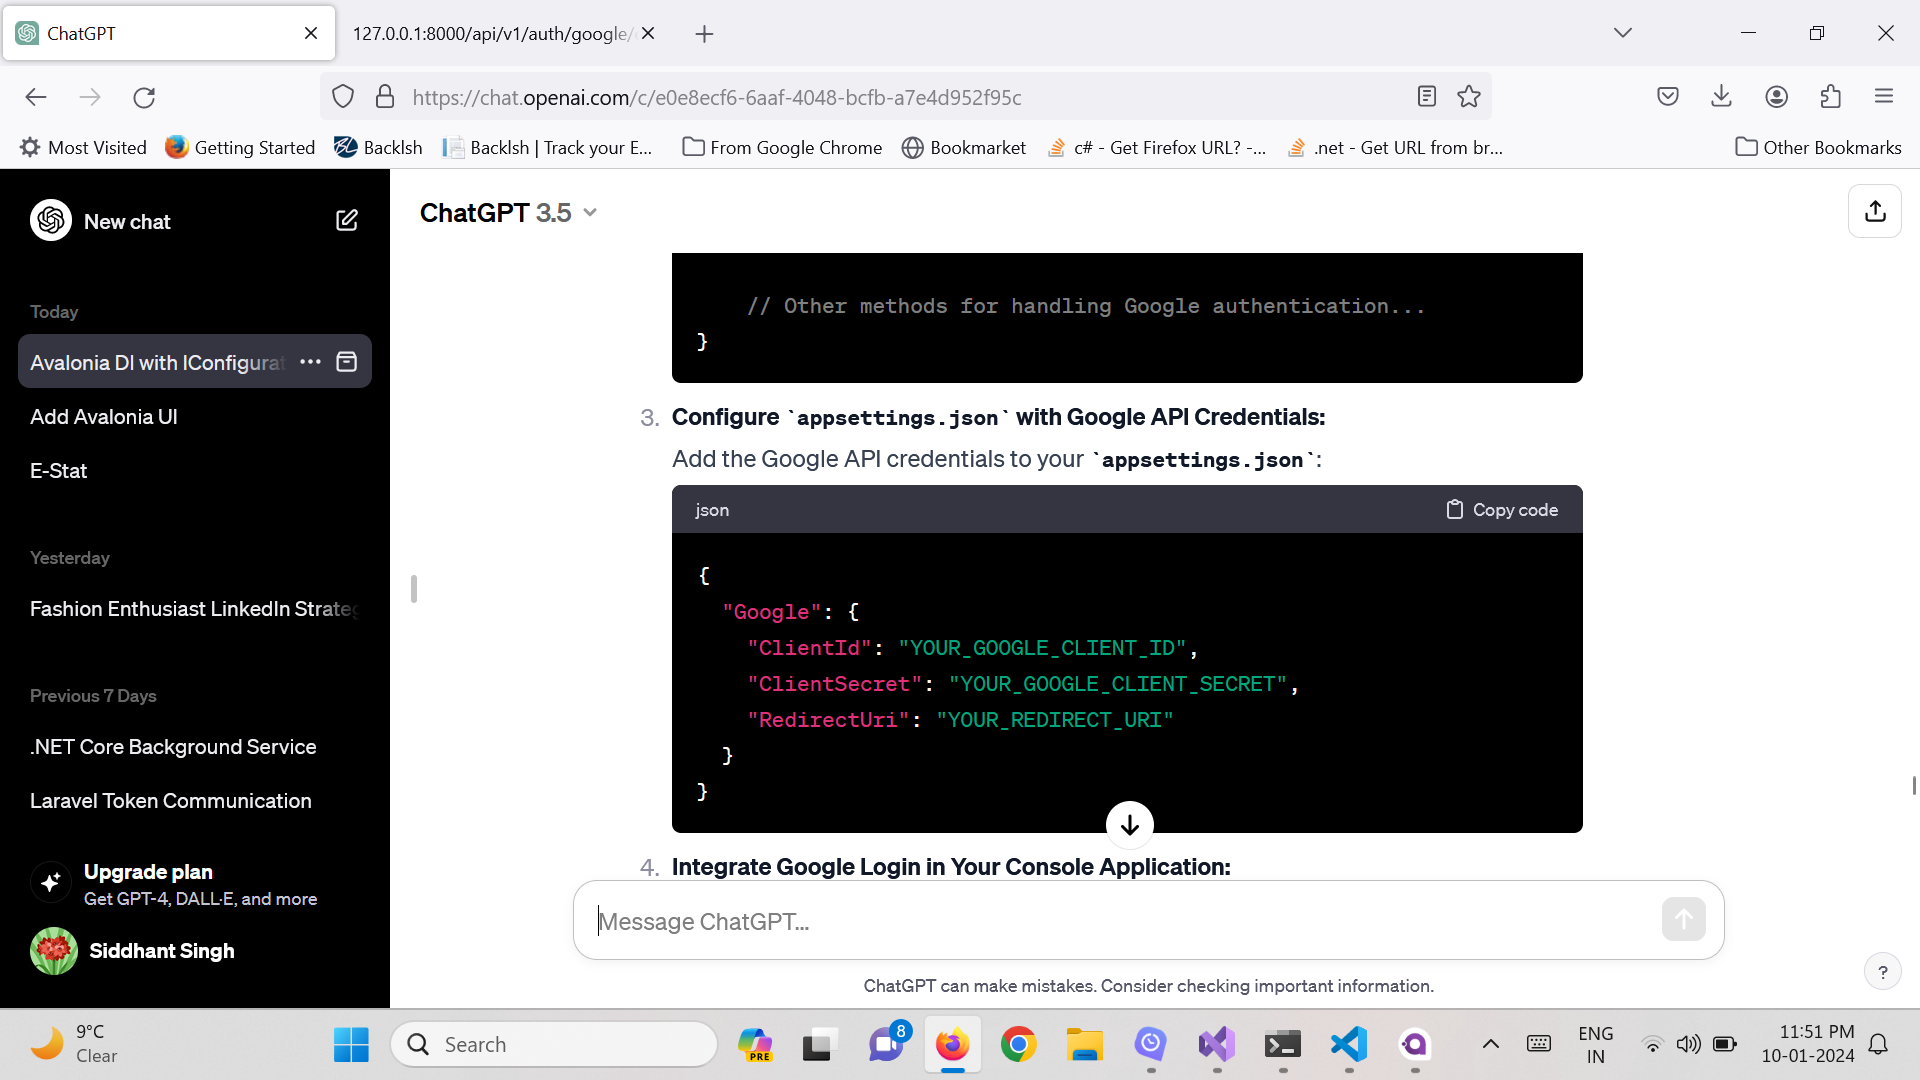 ChatGPT
127.0.0.1:8000/api/v1/auth/google/
https://chat.openai.com/c/e0e8ecf6-6aaf-4048-bcfb-a7e4d952f95c
Most Visited
Getting Started
Backlsh
Backlsh | Track your E...
From Google Chrome
Bookmarket
c# - Get Firefox URL? -...
.net - Get URL from br...
Other Bookmarks
New chat
Today
Avalonia DI with IConfigurat
Add Avalonia UI
E-Stat
Yesterday
Fashion Enthusiast LinkedIn Strateg
Previous 7 Days
.NET Core Background Service
Laravel Token Communication
Upgrade plan
Get GPT-4, DALL·E, and more
Siddhant Singh
ChatGPT 3.5
// Other methods for handling Google authentication...
}
3. Configure `appsettings.json` with Google API Credentials:
Add the Google API credentials to your `appsettings.json`:
json
Copy code
{
"Google": {
"ClientId": "YOUR_GOOGLE_CLIENT_ID",
"ClientSecret": "YOUR_GOOGLE_CLIENT_SECRET",
"RedirectUri": "YOUR_REDIRECT_URI"
}
}
4. Integrate Google Login in Your Console Application:
Message ChatGPT...
ChatGPT can make mistakes. Consider checking important information.
?
9°C
Clear
Search
PRE
8
ENG
IN
11:51 PM
10-01-2024